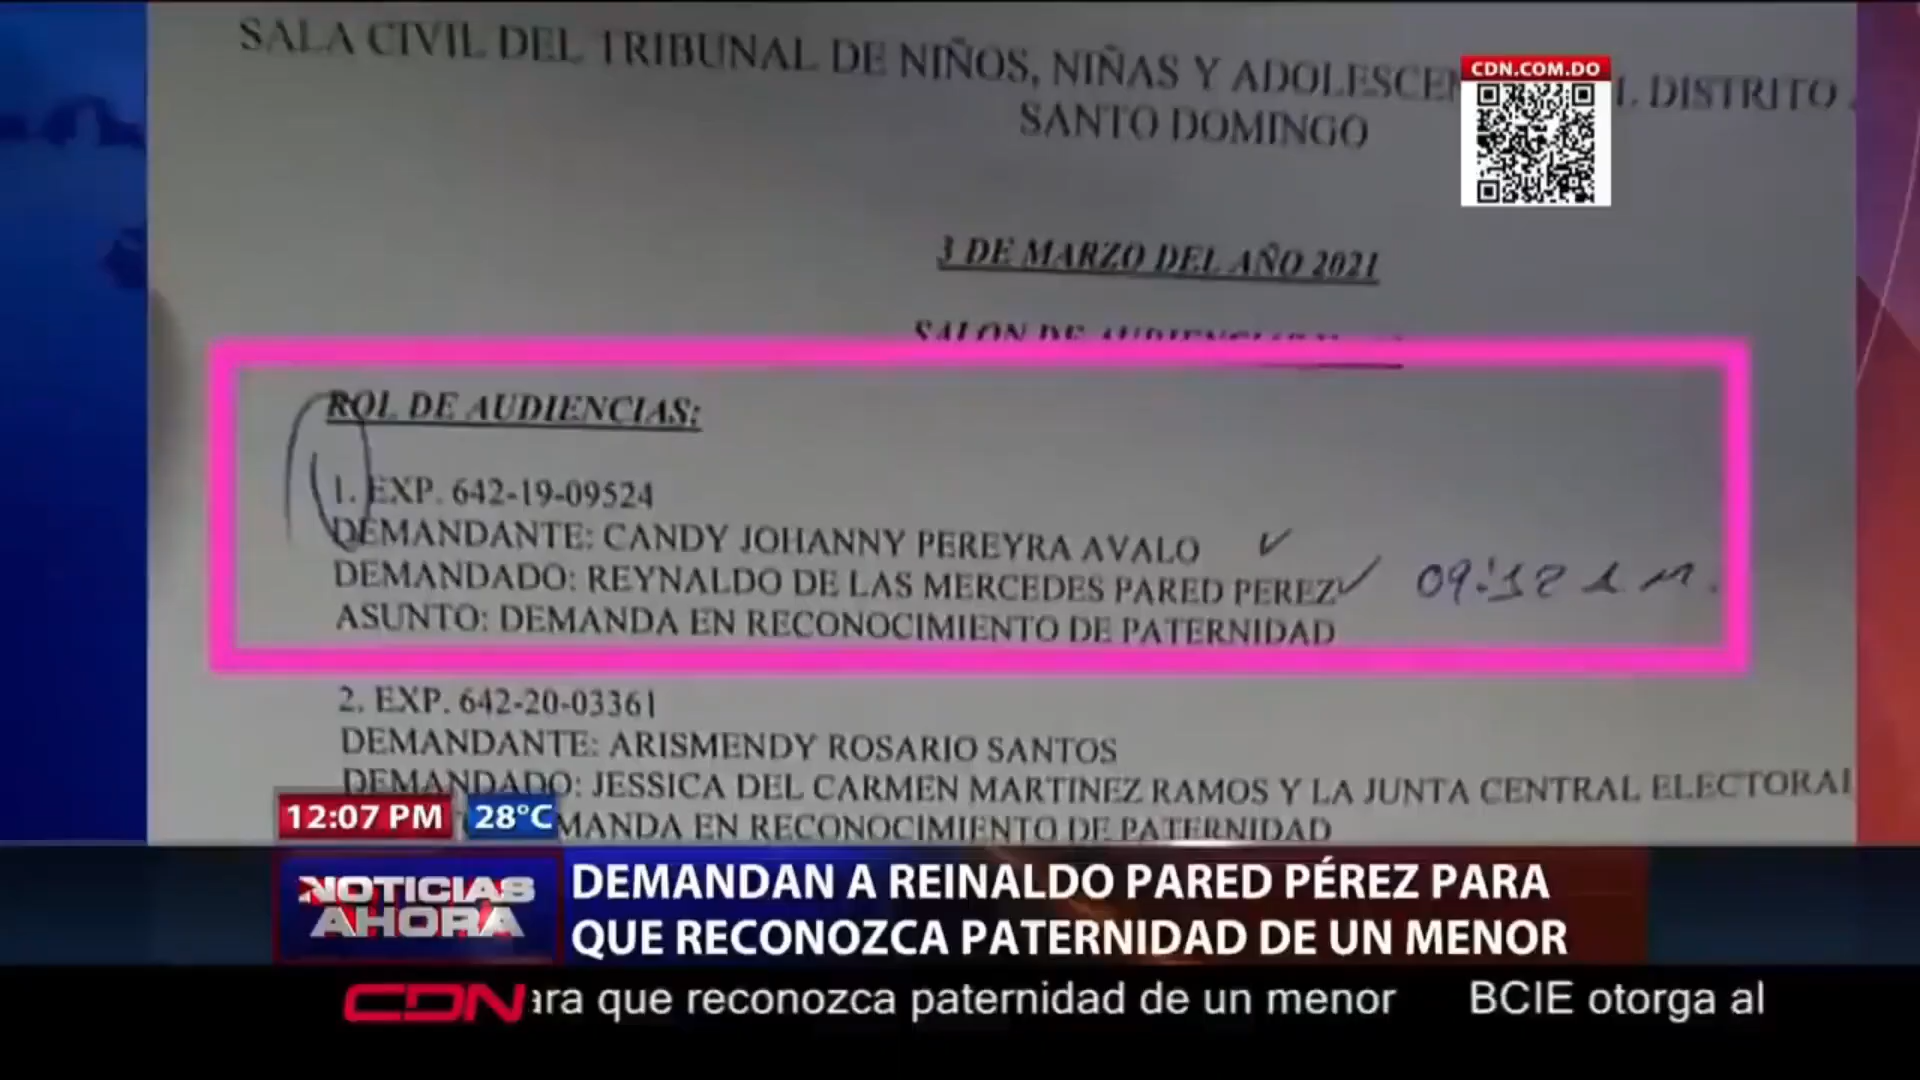 SALA CIVIL DEL TRIBUNAL DE NIÑOS, NIÑAS Y ADOLESCEN DISTRITO
SANTO DOMINGO
CDN.COM.DO
3 DE MARZO DEL AÑO 2021
SALON DE
ROL DE AUDIENCIAS:
1. EXP. 642-19-09524
DEMANDANTE: CANDY JOHANNY PEREYRA AVALO
DEMANDADO: REYNALDO DE LAS MERCEDES PARED PEREZ
ASUNTO: DEMANDA EN RECONOCIMIENTO DE PATERNIDAD
2. EXP. 642-20-03361
DEMANDANTE: ARISMENDY ROSARIO SANTOS
DEMANDADO: JESSICA DEL CARMEN MARTINEZ RAMOS Y LA JUNTA CENTRAL ELECTORAL
MANDA EN RECONOCIMIENTO DE PATERNIDAD
12:07 PM 28°C
NOTICIAS
AHORA
DEMANDAN A REINALDO PARED PÉREZ PARA
QUE RECONOZCA PATERNIDAD DE UN MENOR
CDN ara que reconozca paternidad de un menor BCIE otorga al